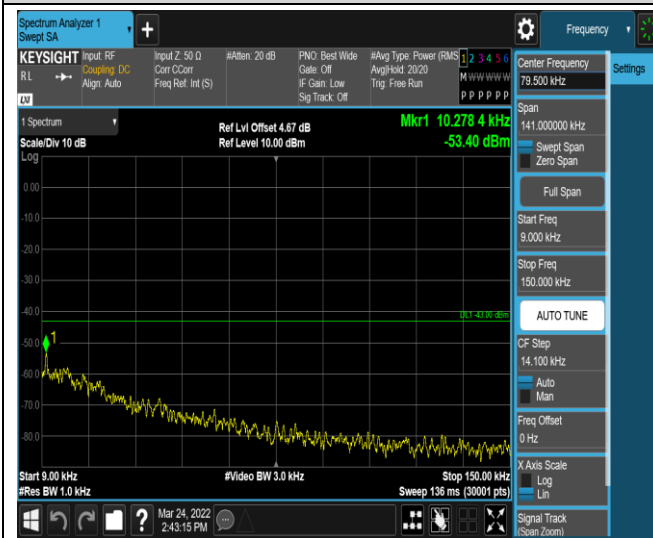 Spectrum Analyzer 1
Swept SA
+
Frequency
KEYSIGHT
RL
LXI
Input: RF
Coupling: DC
Align: Auto
Input Z: 50 Ω
Corr CCorr
Freq Ref: Int (S)
#Atten: 20 dB
PNO: Best Wide
Gate: Off
IF Gain: Low
Sig Track: Off
#Avg Type: Power (RMS
Avg|Hold: 20/20
Trig: Free Run
1 2 3 4 5 6
M W W W W W
P P P P P P
Center Frequency
79.500 kHz
Settings
Span
141.000000 kHz
Swept Span
Zero Span
Full Span
Start Freq
9.000 kHz
Stop Freq
150.000 kHz
AUTO TUNE
CF Step
14.100 kHz
Auto
Man
Freq Offset
0 Hz
X Axis Scale
Log
Lin
Signal Track
(Span Zoom)
1 Spectrum
Scale/Div 10 dB
Log
Ref Lvl Offset 4.67 dB
Ref Level 10.00 dBm
Mkr1 10.278 4 kHz
-53.40 dBm
0.00
-10.0
-20.0
-30.0
-40.0
DL1 -43.00 dBm
-50.0
1
-60.0
-70.0
-80.0
Start 9.00 kHz
#Res BW 1.0 kHz
#Video BW 3.0 kHz
Stop 150.00 kHz
Sweep 136 ms (30001 pts)
?
Mar 24, 2022
2:43:15 PM